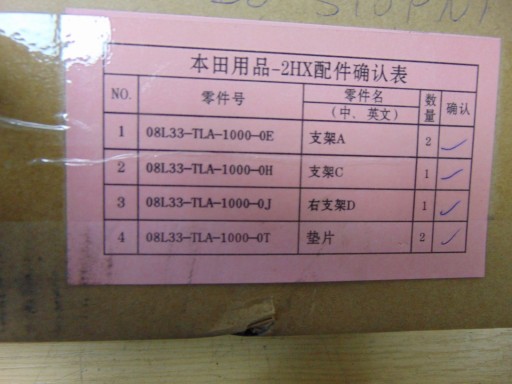 本田用品-2HX配件确认表
NO. 零件号 零件名 数量 确认
(中、英文)
1 08L33-TLA-1000-0E 支架A 2
2 08L33-TLA-1000-0H 支架C 1
3 08L33-TLA-1000-0J 右支架D 1
4 08L33-TLA-1000-0T 垫片 2